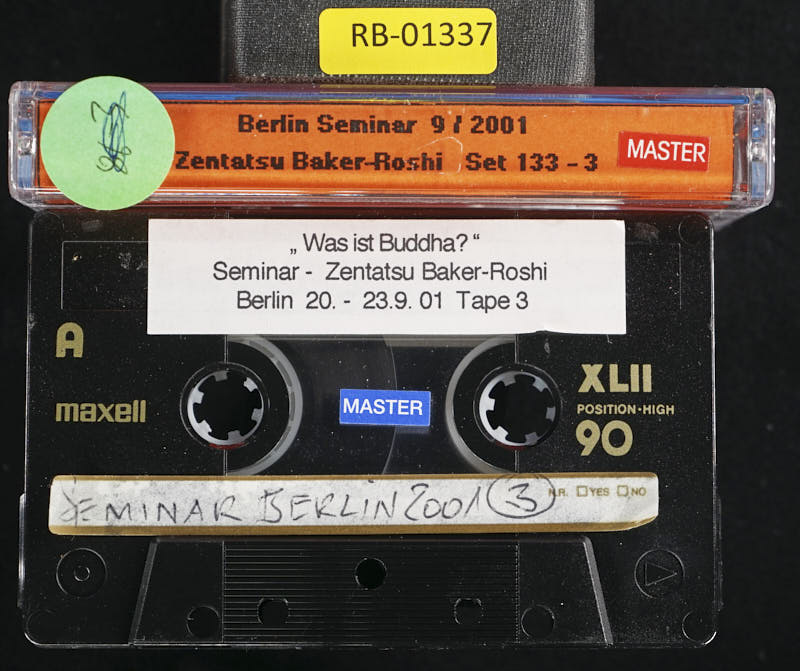 RB-01337
Berlin Seminar 9 / 2001
Zentatsu Baker-Roshi Set 133 - 3
MASTER
„ Was ist Buddha? “
Seminar - Zentatsu Baker-Roshi
Berlin 20. - 23.9. 01 Tape 3
A
maxell
MASTER
XLII
POSITION-HIGH
90
SEMINAR BERLIN 2001 3
N.R. YES NO